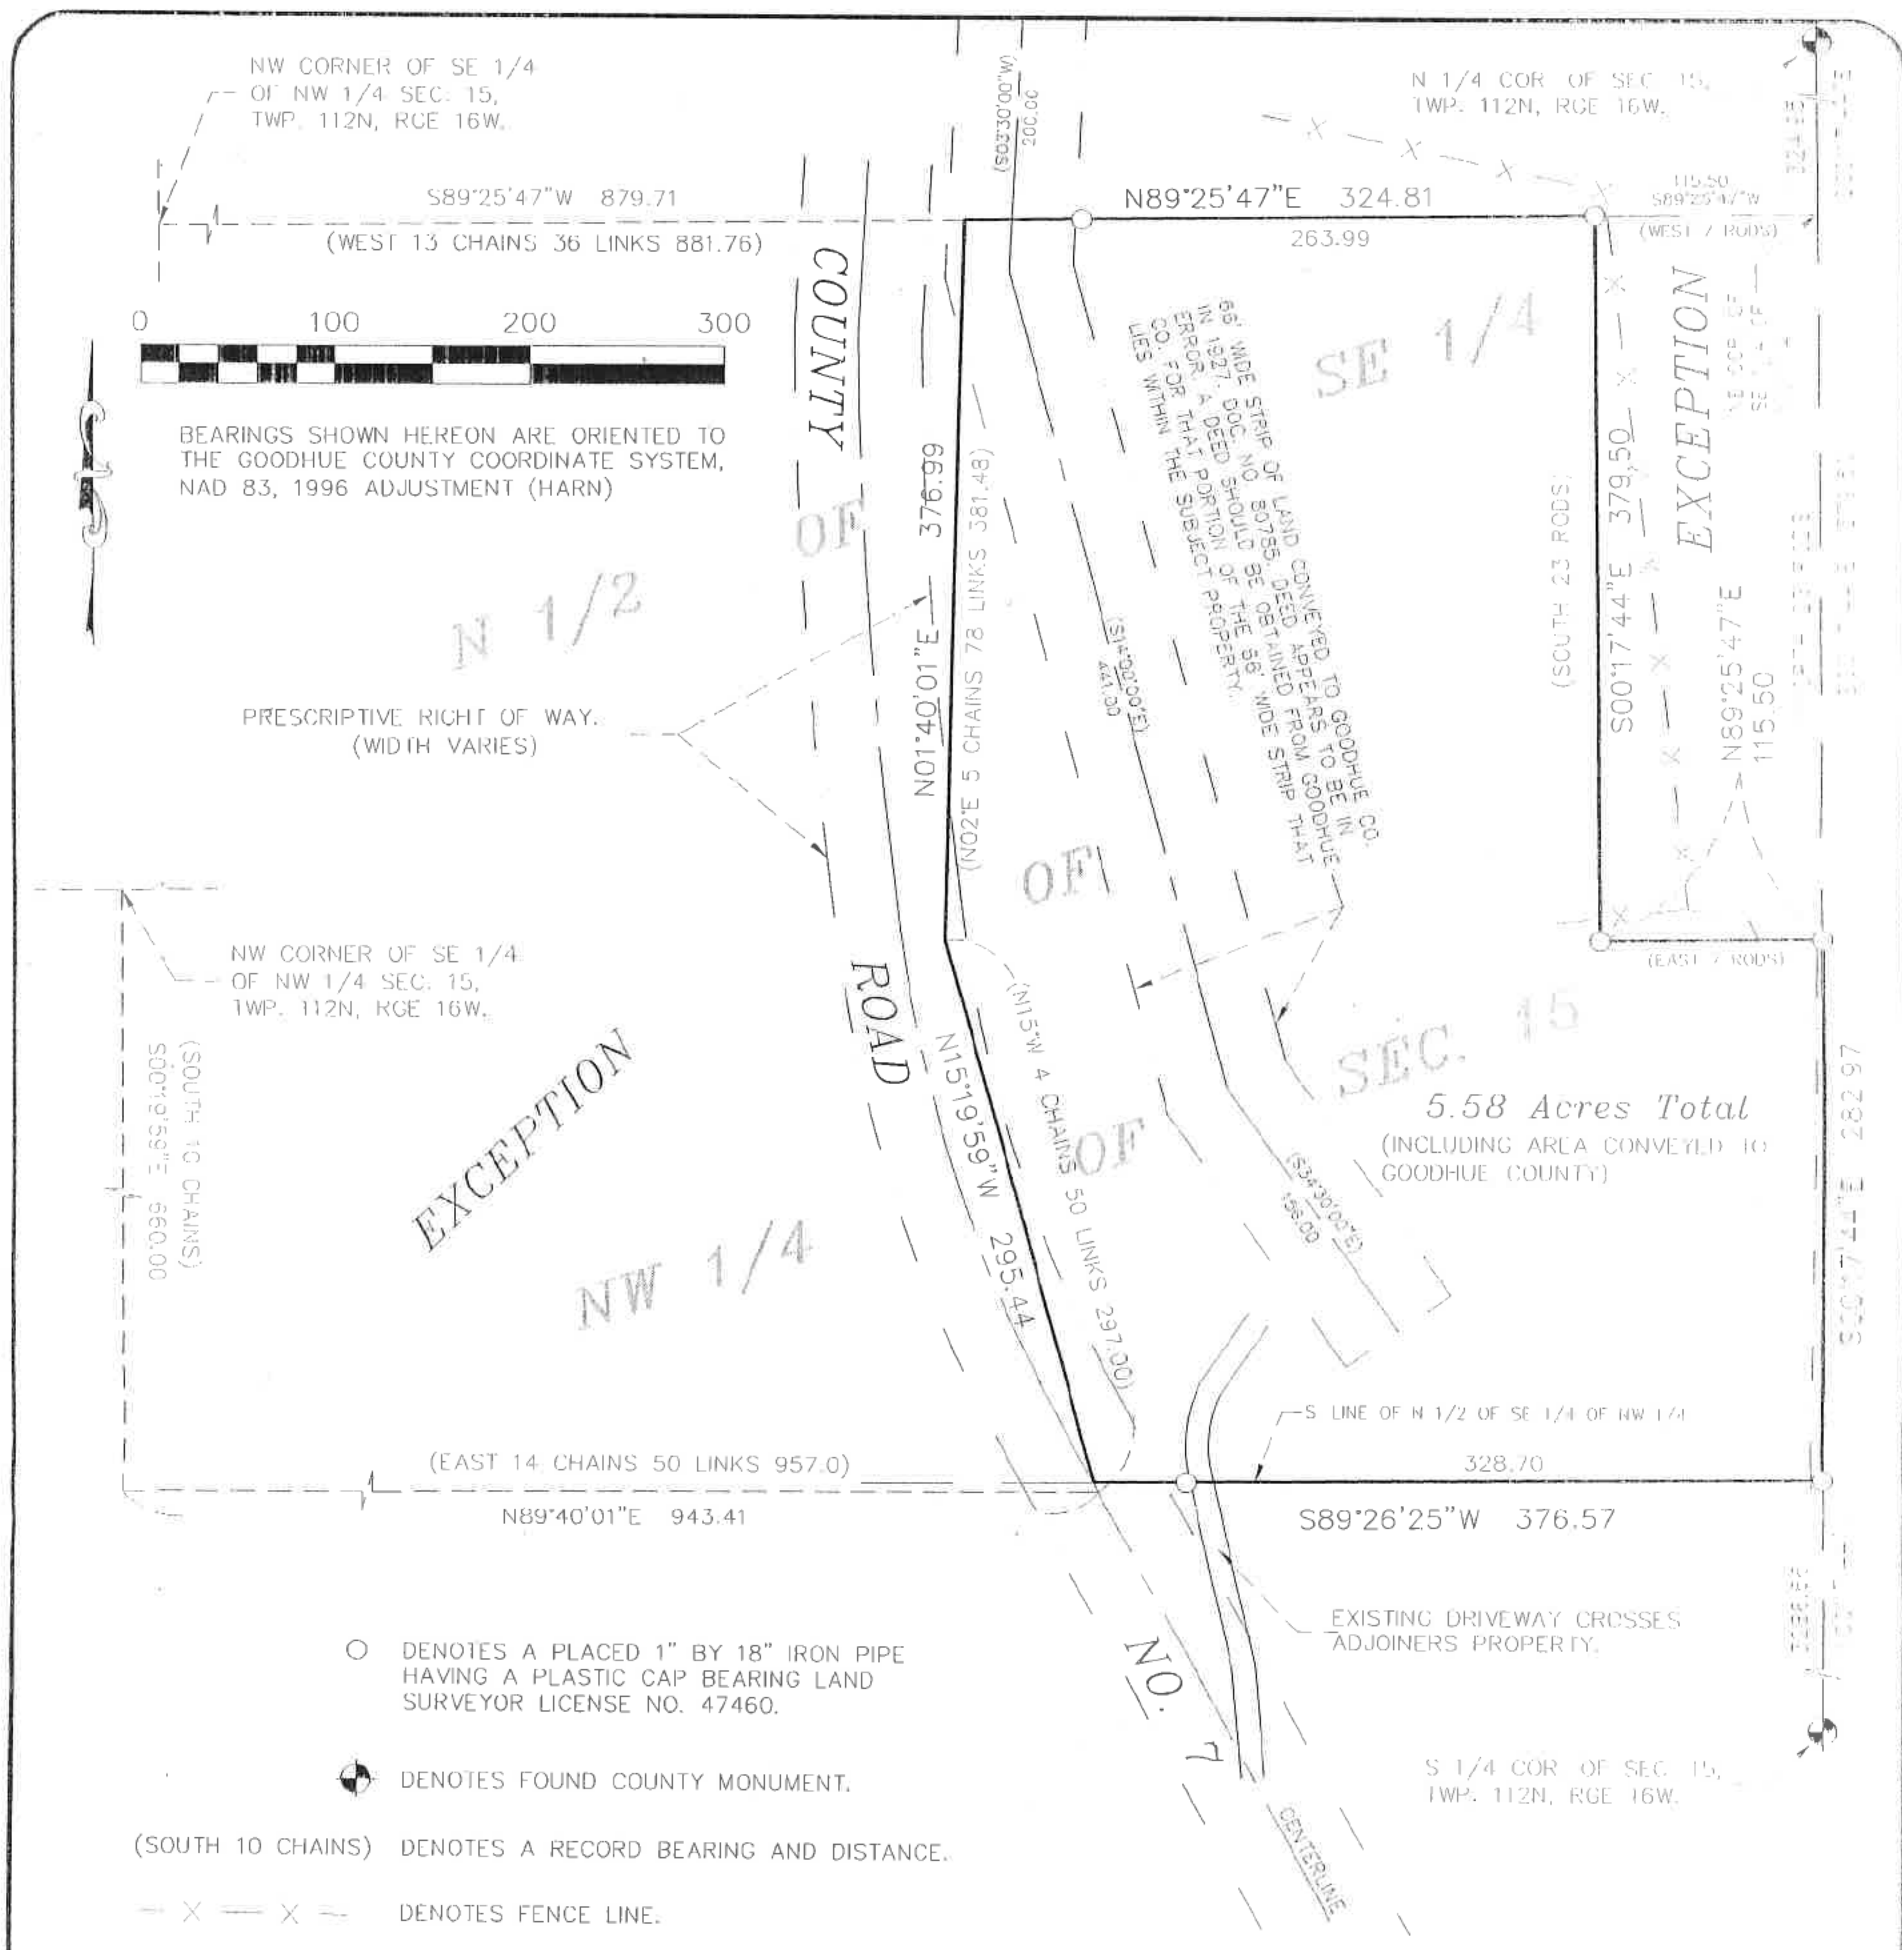 NW CORNER OF SE 1/4
OF NW 1/4 SEC. 15,
TWP. 112N, RGE 16W.
(S03°30'00"W)
200.00
N 1/4 COR OF SEC 15,
TWP. 112N, RGE 16W.
S89°25'47"W 879.71
(WEST 13 CHAINS 36 LINKS 881.76)
N89°25'47"E 324.81
263.99
115.50
S89°25'47"W
(WEST 7 RODS)
0 100 200 300
BEARINGS SHOWN HEREON ARE ORIENTED TO
THE GOODHUE COUNTY COORDINATE SYSTEM,
NAD 83, 1996 ADJUSTMENT (HARN)
COUNTY
N01°40'01"E 376.99
(N02°E 5 CHAINS 78 LINKS 381.48)
66' WIDE STRIP OF LAND CONVEYED TO GOODHUE CO.
IN 1927. DOC. NO. 80785. DEED APPEARS TO BE IN
ERROR. A DEED SHOULD BE OBTAINED FROM GOODHUE
CO. FOR THAT PORTION OF THE 66' WIDE STRIP THAT
LIES WITHIN THE SUBJECT PROPERTY.
(S14°00'00"E)
441.00
SE 1/4
EXCEPTION
(SOUTH 23 RODS)
S00°17'44"E 379.50
N89°25'47"E
115.50
(EAST 7 RODS)
N 1/2
OF
PRESCRIPTIVE RIGHT OF WAY.
(WIDTH VARIES)
OF
NW CORNER OF SE 1/4
OF NW 1/4 SEC. 15,
TWP. 112N, RGE 16W.
(SOUTH 10 CHAINS)
S00°19'59"E 660.00
EXCEPTION
ROAD
N15°19'59"W 295.44
(N15°W 4 CHAINS 50 LINKS 297.00)
SEC. 15
5.58 Acres Total
(INCLUDING AREA CONVEYED TO
GOODHUE COUNTY)
OF
(S34°30'00"E)
156.00
S00°17'44"E 282.97
NW 1/4
S LINE OF N 1/2 OF SE 1/4 OF NW 1/4
328.70
S89°26'25"W 376.57
(EAST 14 CHAINS 50 LINKS 957.0)
N89°40'01"E 943.41
EXISTING DRIVEWAY CROSSES
ADJOINERS PROPERTY.
O DENOTES A PLACED 1" BY 18" IRON PIPE
HAVING A PLASTIC CAP BEARING LAND
SURVEYOR LICENSE NO. 47460.
NO. 7
DENOTES FOUND COUNTY MONUMENT.
S 1/4 COR OF SEC 15,
TWP. 112N, RGE 16W.
CENTERLINE
(SOUTH 10 CHAINS) DENOTES A RECORD BEARING AND DISTANCE.
— X — X — DENOTES FENCE LINE.